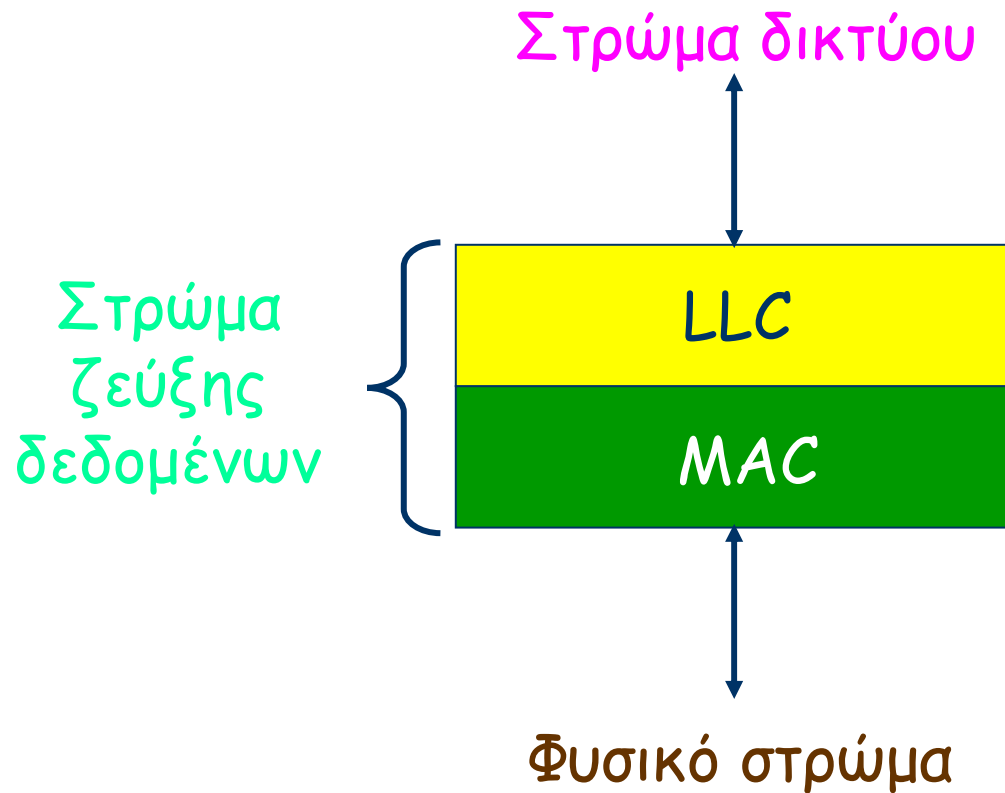 Στρώμα δικτύου
LLC
Στρώμα
ζεύξης
δεδομένων
MAC
Φυσικό στρώμα